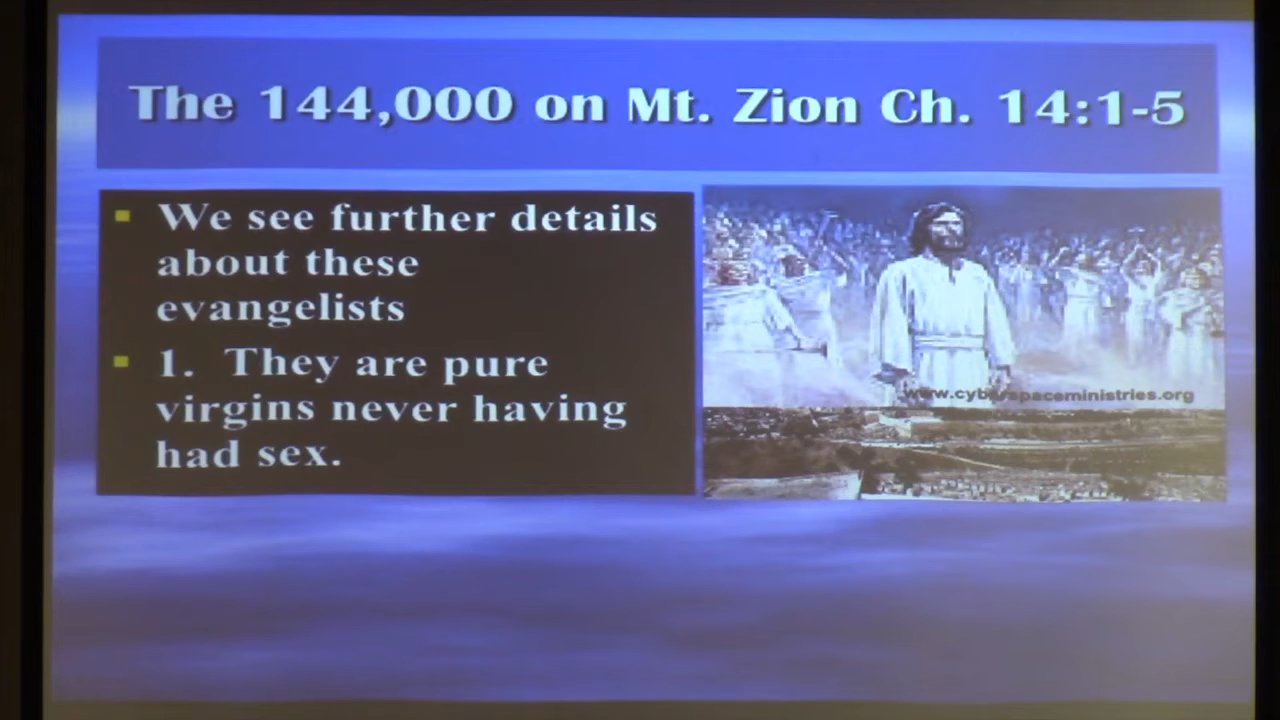 The 144,000 on Mt. Zion Ch. 14:1-5
We see further details
about these
evangelists
1. They are pure
virgins never having
had sex.
www.cyberspaceministries.org